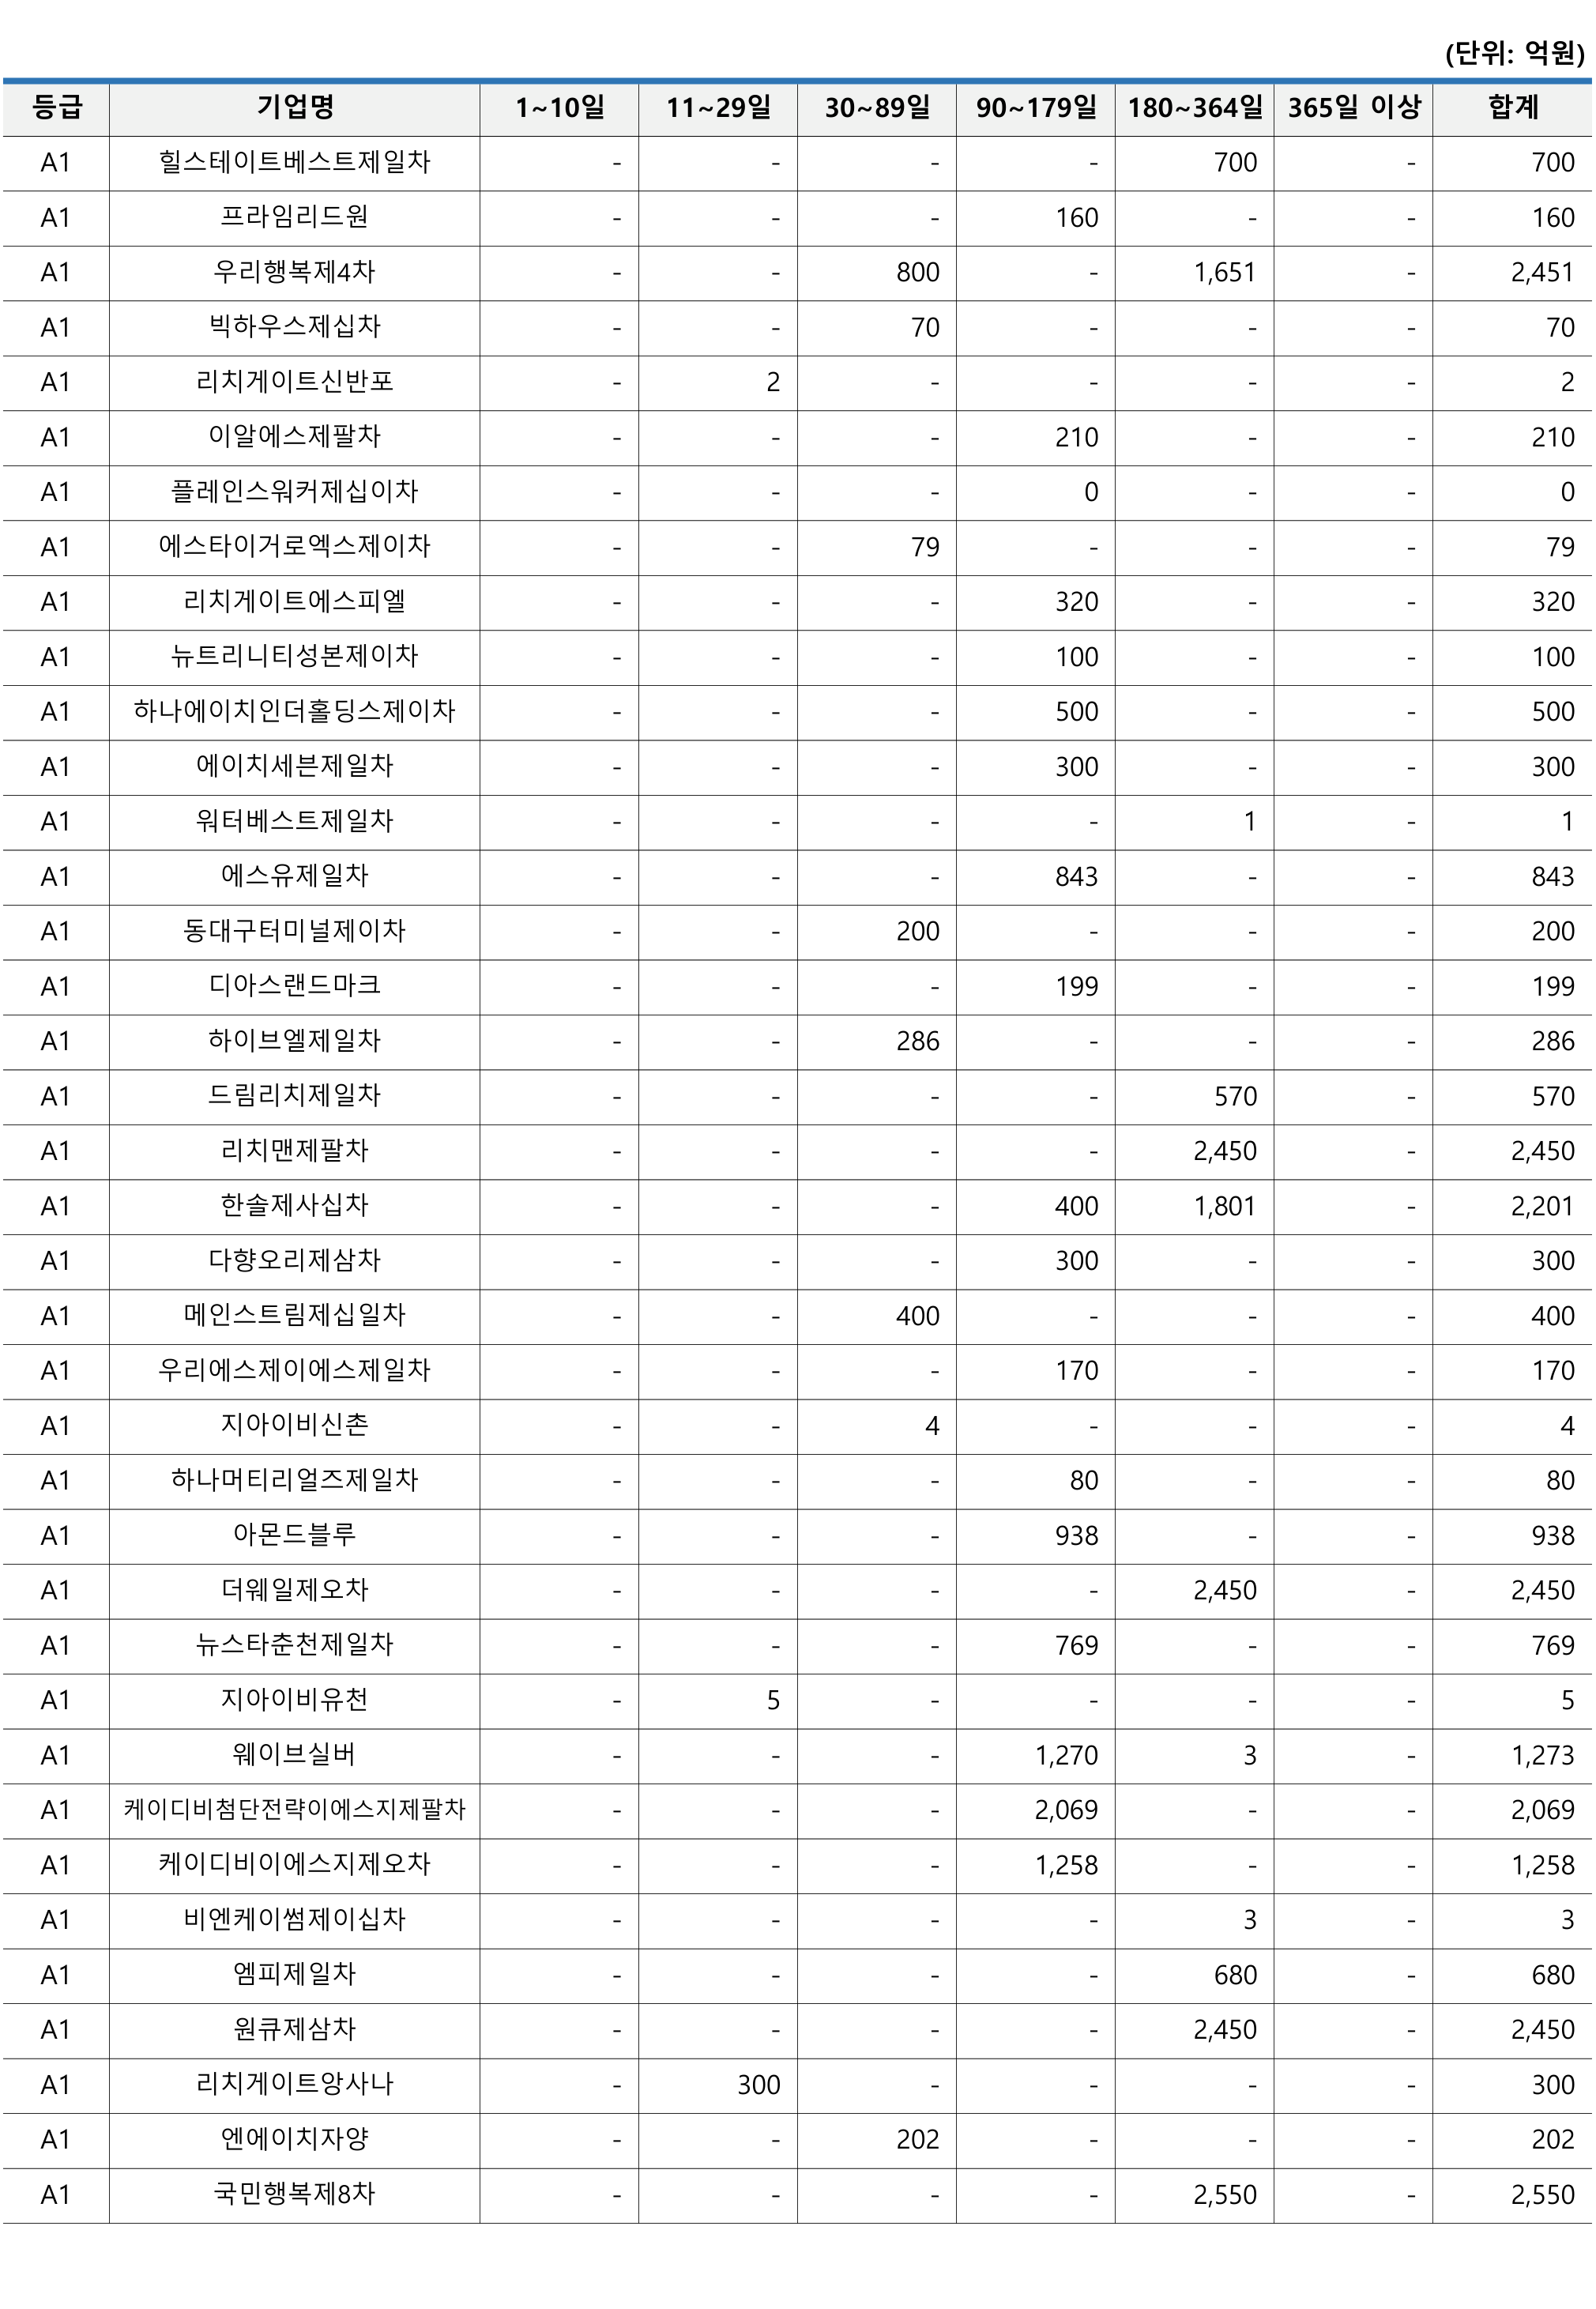 (단위: 억원)
등급 기업명 1~10일 11~29일 30~89일 90~179일 180~364일 365일 이상 합계
A1 힐스테이트베스트제일차 - - - - 700 - 700
A1 프라임리드원 - - - 160 - - 160
A1 우리행복제4차 - - 800 - 1,651 - 2,451
A1 빅하우스제십차 - - 70 - - - 70
A1 리치게이트신반포 - 2 - - - - 2
A1 이알에스제팔차 - - - 210 - - 210
A1 플레인스워커제십이차 - - - 0 - - 0
A1 에스타이거로엑스제이차 - - 79 - - - 79
A1 리치게이트에스피엘 - - - 320 - - 320
A1 뉴트리니티성본제이차 - - - 100 - - 100
A1 하나에이치인더홀딩스제이차 - - - 500 - - 500
A1 에이치세븐제일차 - - - 300 - - 300
A1 워터베스트제일차 - - - - 1 - 1
A1 에스유제일차 - - - 843 - - 843
A1 동대구터미널제이차 - - 200 - - - 200
A1 디아스랜드마크 - - - 199 - - 199
A1 하이브엘제일차 - - 286 - - - 286
A1 드림리치제일차 - - - - 570 - 570
A1 리치맨제팔차 - - - - 2,450 - 2,450
A1 한솔제사십차 - - - 400 1,801 - 2,201
A1 다향오리제삼차 - - - 300 - - 300
A1 메인스트림제십일차 - - 400 - - - 400
A1 우리에스제이에스제일차 - - - 170 - - 170
A1 지아이비신촌 - - 4 - - - 4
A1 하나머티리얼즈제일차 - - - 80 - - 80
A1 아몬드블루 - - - 938 - - 938
A1 더웨일제오차 - - - - 2,450 - 2,450
A1 뉴스타춘천제일차 - - - 769 - - 769
A1 지아이비유천 - 5 - - - - 5
A1 웨이브실버 - - - 1,270 3 - 1,273
A1 케이디비첨단전략이에스지제팔차 - - - 2,069 - - 2,069
A1 케이디비이에스지제오차 - - - 1,258 - - 1,258
A1 비엔케이썸제이십차 - - - - 3 - 3
A1 엠피제일차 - - - - 680 - 680
A1 원큐제삼차 - - - - 2,450 - 2,450
A1 리치게이트앙사나 - 300 - - - - 300
A1 엔에이치자양 - - 202 - - - 202
A1 국민행복제8차 - - - - 2,550 - 2,550